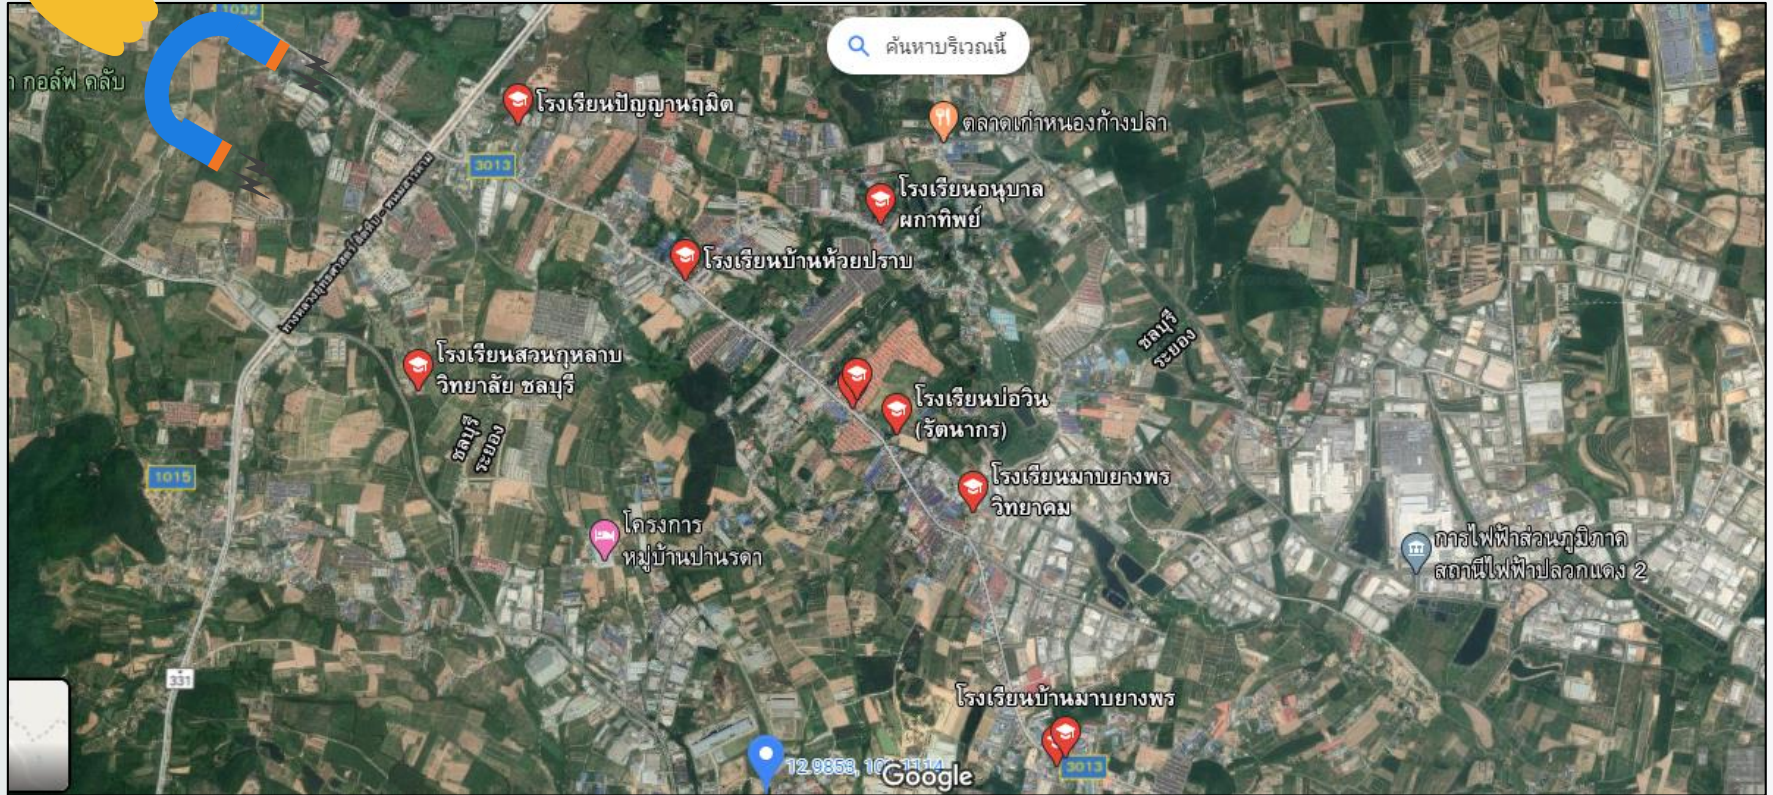 1032
ค้นหาบริเวณนี้
กอล์ฟ คลับ
โรงเรียนปัญญานฤมิต
ตลาดเก่าหนองก้างปลา
3013
โรงเรียนอนุบาล
ผกาทิพย์
โรงเรียนบ้านห้วยปราบ
ชลบุรี
ระยอง
โรงเรียนสวนกุหลาบ
วิทยาลัย ชลบุรี
โรงเรียนบ่อวิน
(รัตนากร)
ชลบุรี
ระยอง
1015
โรงเรียนมาบยางพร
วิทยาคม
โครงการ
หมู่บ้านปานรดา
การไฟฟ้าส่วนภูมิภาค
สถานีไฟฟ้าปลวกแดง 2
331
โรงเรียนบ้านมาบยางพร
12.9853,
Google
3013